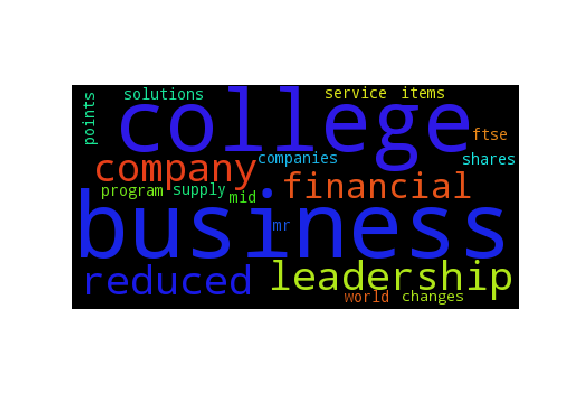 solutions
service items
points
college
ftse
company
companies
shares
program supply
mid
financial
business
mr
reduced
leadership
world changes